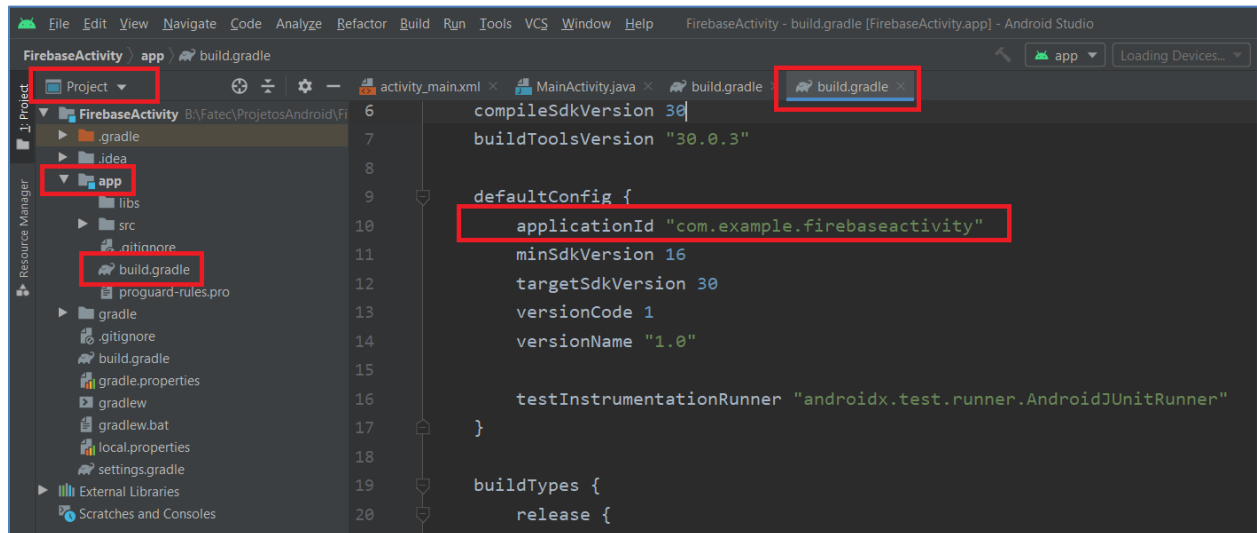 File Edit View Navigate Code Analyze Refactor Build Run Tools VCS Window Help FirebaseActivity - build.gradle [FirebaseActivity.app] - Android Studio
FirebaseActivity app build.gradle
app Loading Devices...
1: Project
Resource Manager
Project
FirebaseActivity B:\Fatec\ProjetosAndroid\Fi
.gradle
.idea
app
libs
src
.gitignore
build.gradle
proguard-rules.pro
gradle
.gitignore
build.gradle
gradle.properties
gradlew
gradlew.bat
local.properties
settings.gradle
External Libraries
Scratches and Consoles
activity_main.xml MainActivity.java build.gradle build.gradle
6 compileSdkVersion 30
7 buildToolsVersion "30.0.3"
8
9 defaultConfig {
10 applicationId "com.example.firebaseactivity"
11 minSdkVersion 16
12 targetSdkVersion 30
13 versionCode 1
14 versionName "1.0"
15
16 testInstrumentationRunner "androidx.test.runner.AndroidJUnitRunner"
17 }
18
19 buildTypes {
20 release {